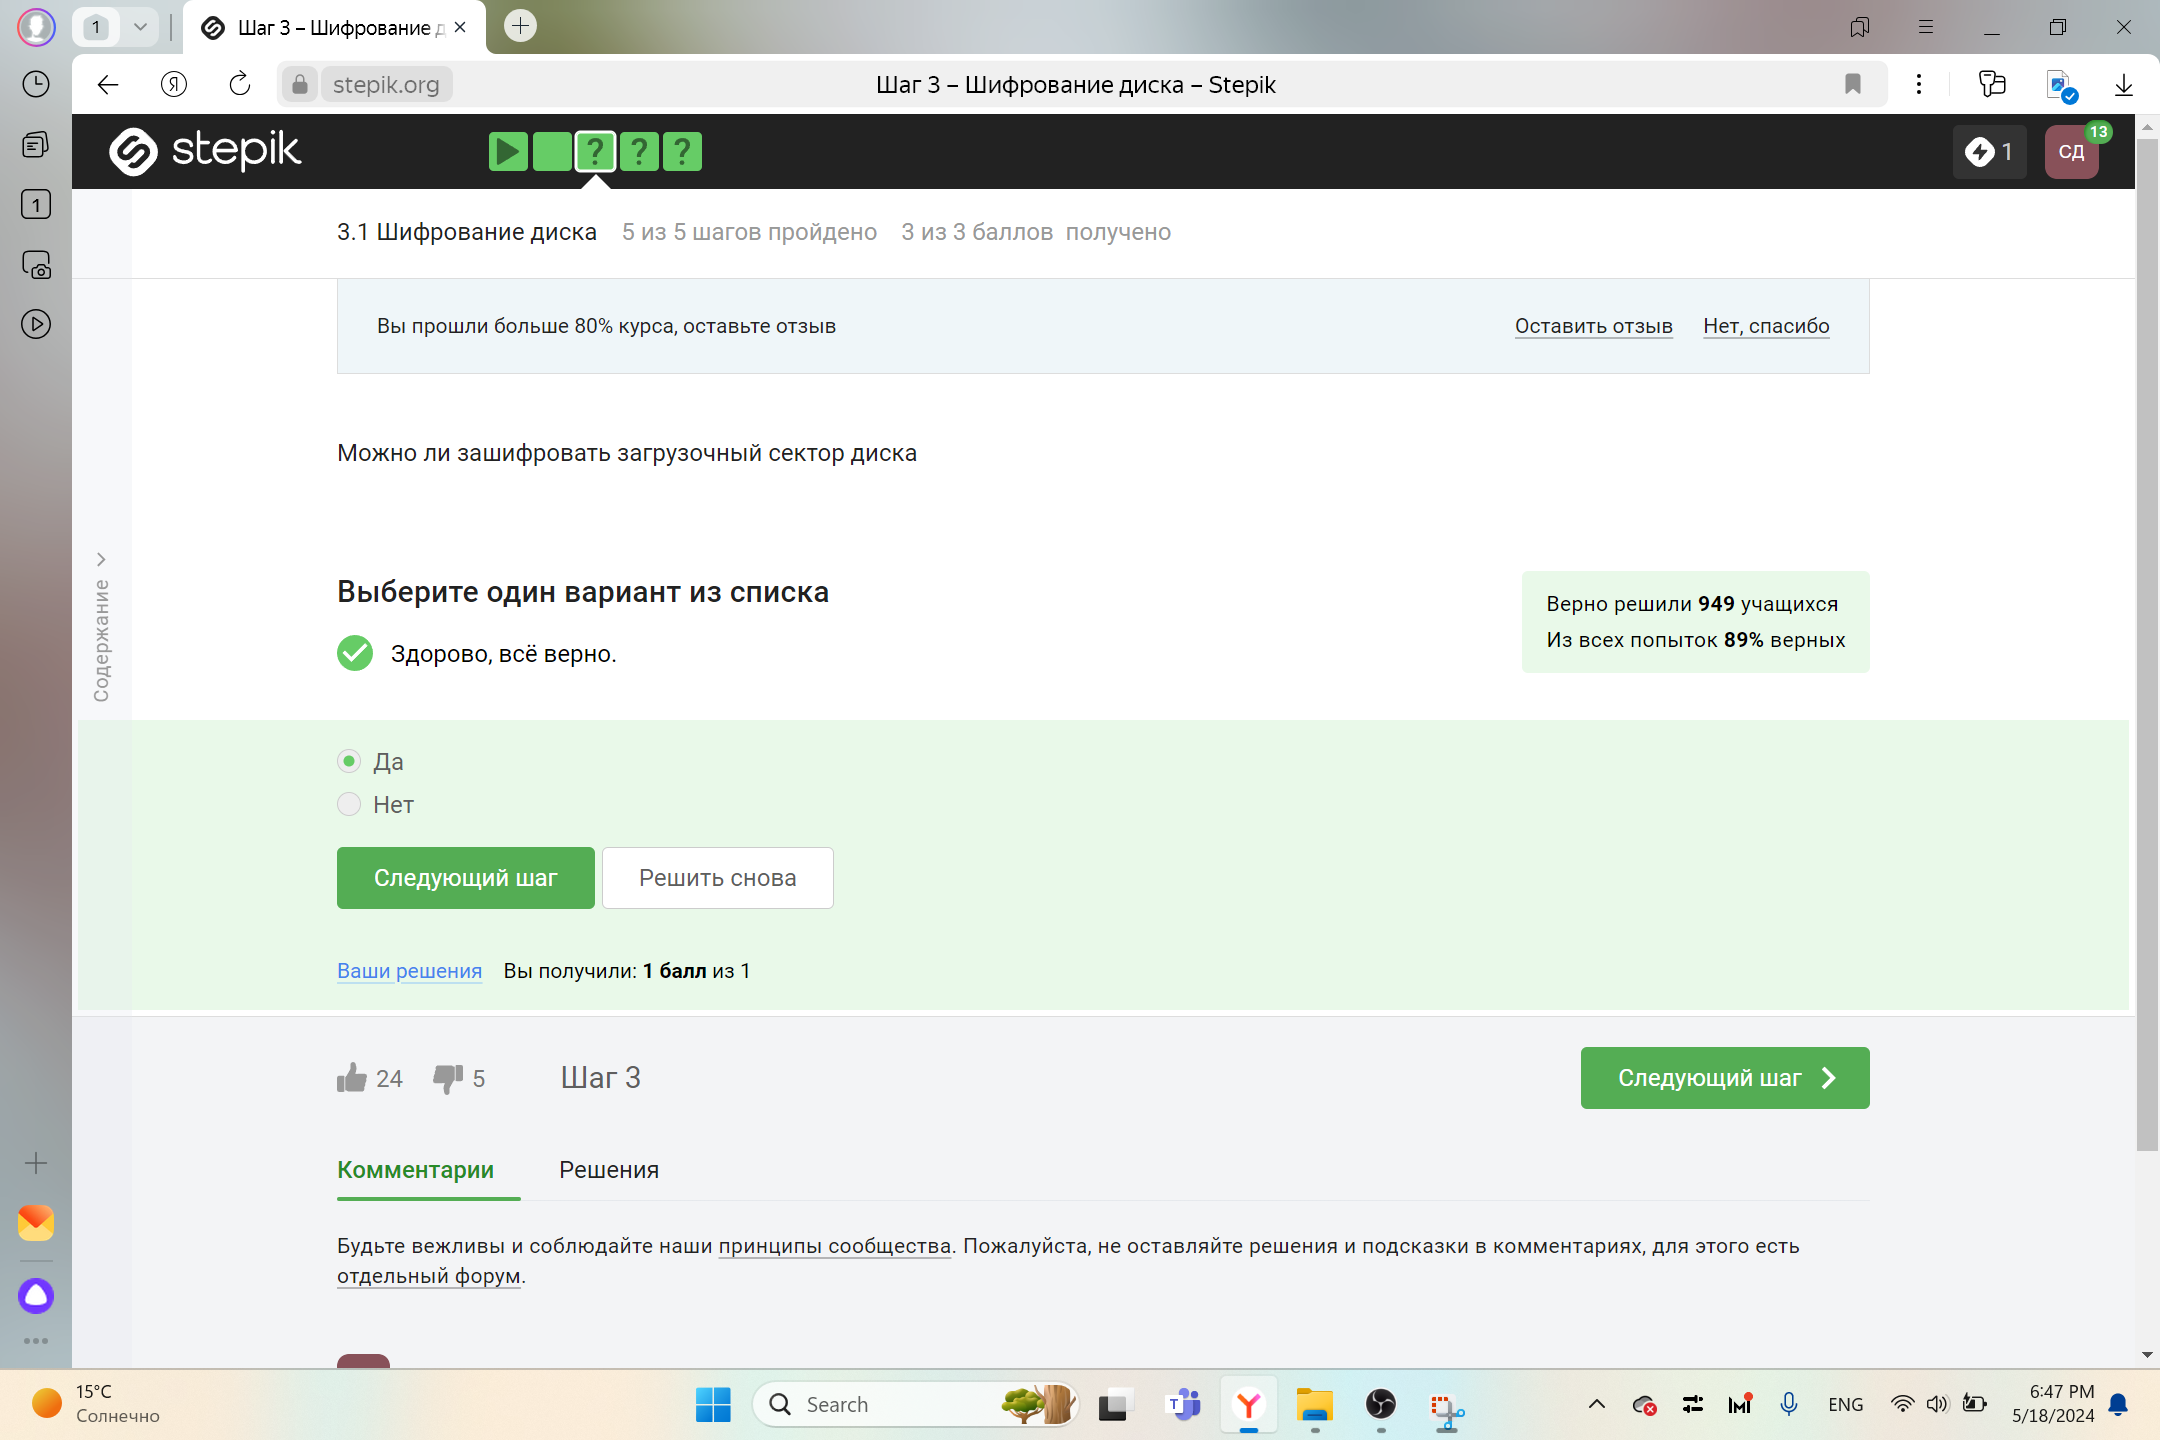 1
Шаг 3 – Шифрование д
stepik.org
Шаг 3 – Шифрование диска – Stepik
1
stepik
? ? ?
1
СД
13
3.1 Шифрование диска 5 из 5 шагов пройдено 3 из 3 баллов получено
Вы прошли больше 80% курса, оставьте отзыв
Оставить отзыв
Нет, спасибо
Можно ли зашифровать загрузочный сектор диска
Содержание
Выберите один вариант из списка
Здорово, всё верно.
Верно решили 949 учащихся
Из всех попыток 89% верных
Да
Нет
Следующий шаг
Решить снова
Ваши решения Вы получили: 1 балл из 1
24
5
Шаг 3
Следующий шаг
Комментарии
Решения
Будьте вежливы и соблюдайте наши принципы сообщества. Пожалуйста, не оставляйте решения и подсказки в комментариях, для этого есть
отдельный форум.
15°C
Солнечно
Search
ENG
6:47 PM
5/18/2024